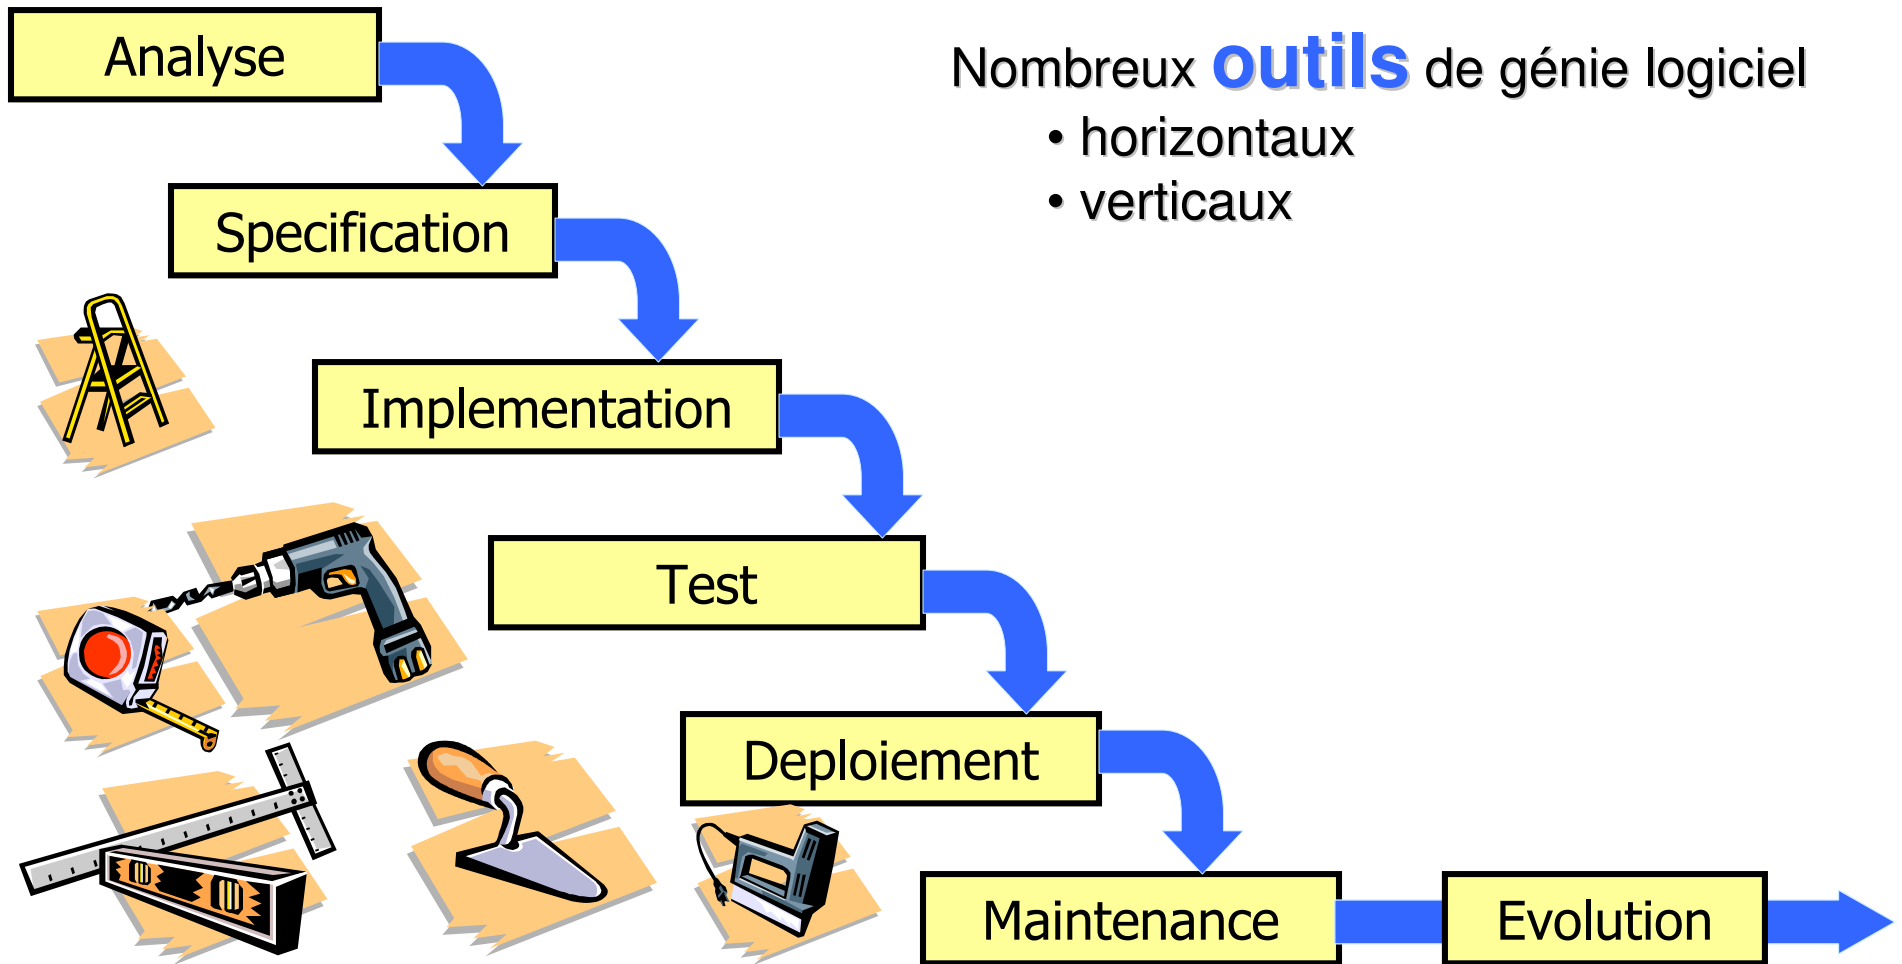 Analyse
Nombreux outils de génie logiciel
• horizontaux
• verticaux
Specification
Implementation
Test
Deploiement
Maintenance
Evolution